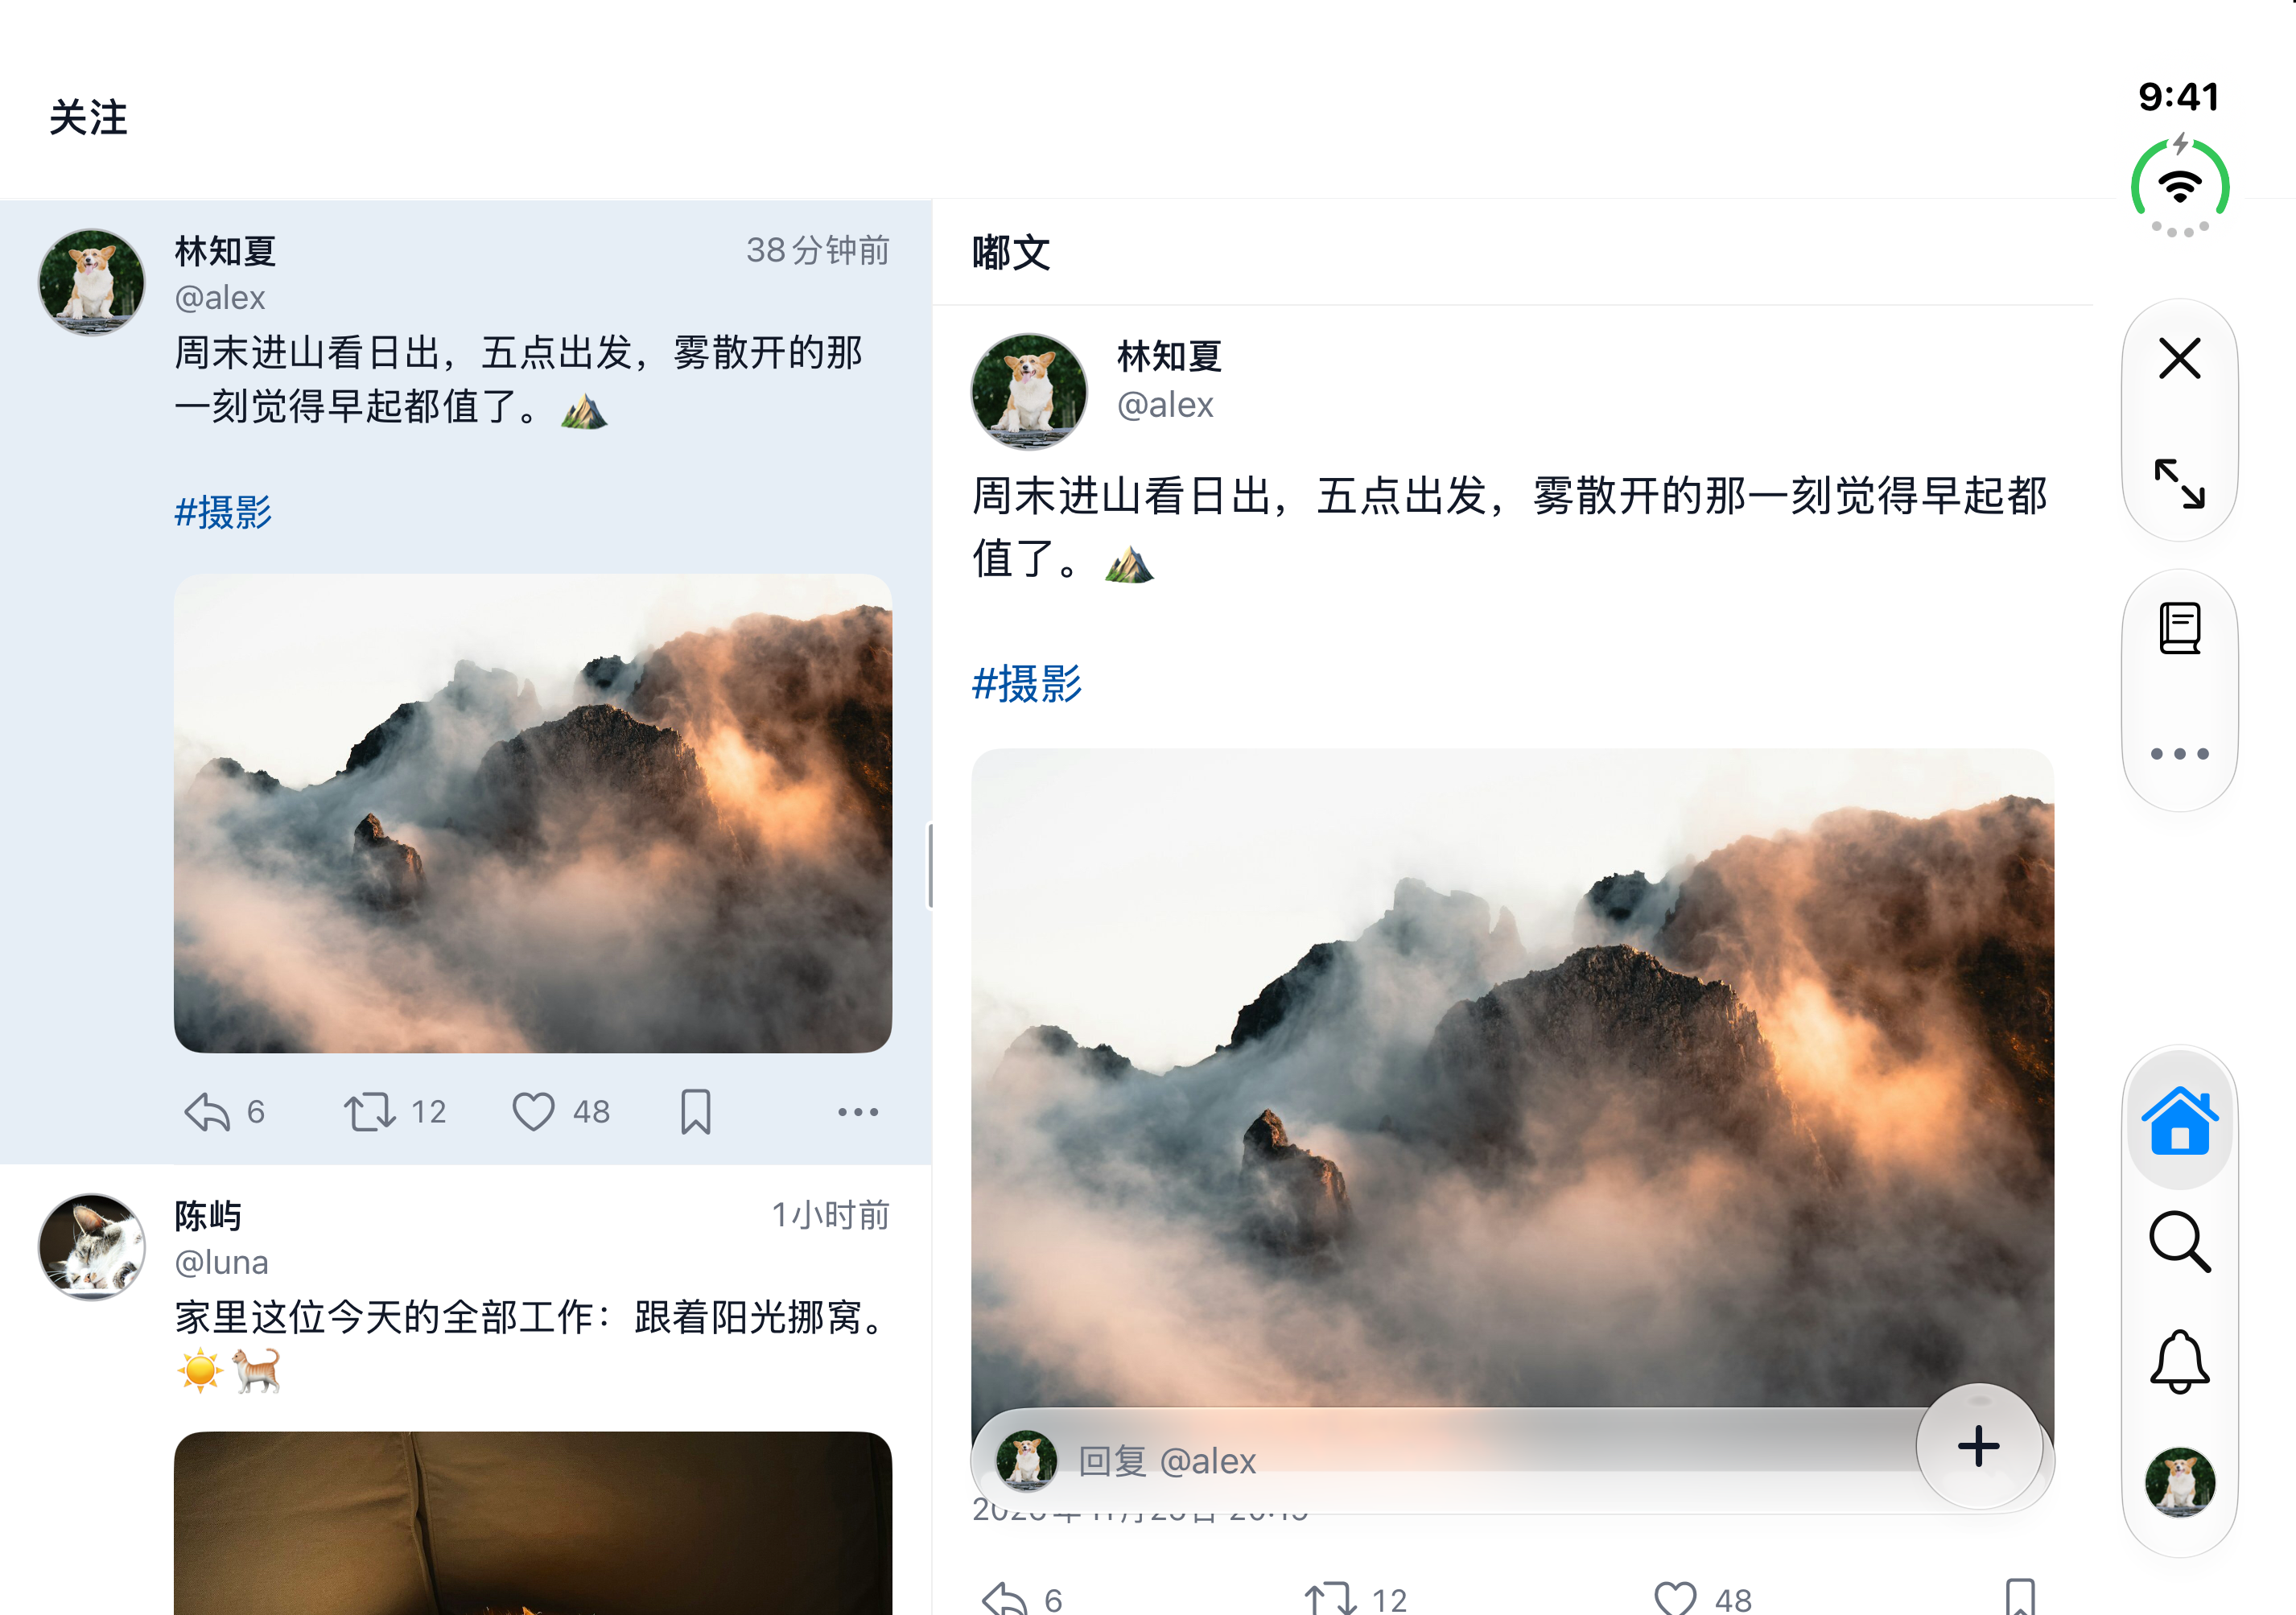 关注
9:41
林知夏
38分钟前
@alex
周末进山看日出，五点出发，雾散开的那
一刻觉得早起都值了。⛰️
#摄影
6
12
48
陈屿
1小时前
@luna
家里这位今天的全部工作：跟着阳光挪窝。
☀️🐈
嘟文
林知夏
@alex
周末进山看日出，五点出发，雾散开的那一刻觉得早起都
值了。⛰️
#摄影
回复 @alex
6
12
48